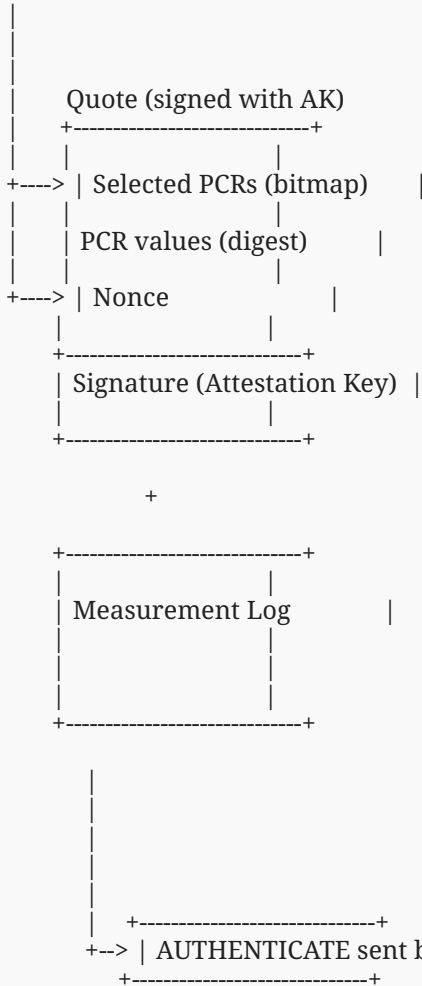 |
|
|
| Quote (signed with AK)
| +------------------------------+
| | |
+----> | Selected PCRs (bitmap) |
| | |
| | PCR values (digest) |
| | |
+----> | Nonce |
| |
+------------------------------+
| Signature (Attestation Key) |
| |
+------------------------------+
+
+------------------------------+
| |
| Measurement Log |
| |
| |
| |
+------------------------------+
|
|
|
|
|
| +------------------------------+
+--> | AUTHENTICATE sent b
+------------------------------+